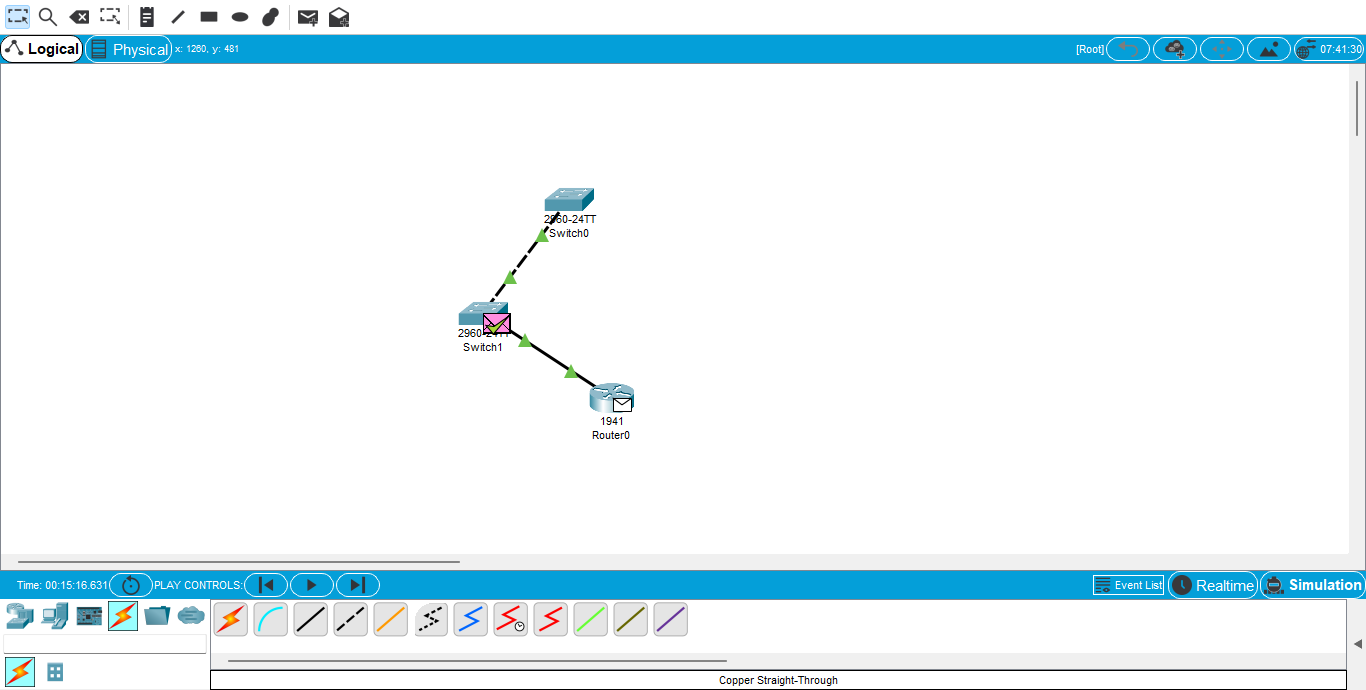 Logical
Physical
x: 1260, y: 481
[Root]
07:41:30
2960-24TT
Switch0
2960-24TT
Switch1
1941
Router0
Time: 00:15:16.631
PLAY CONTROLS:
Event List
Realtime
Simulation
Copper Straight-Through